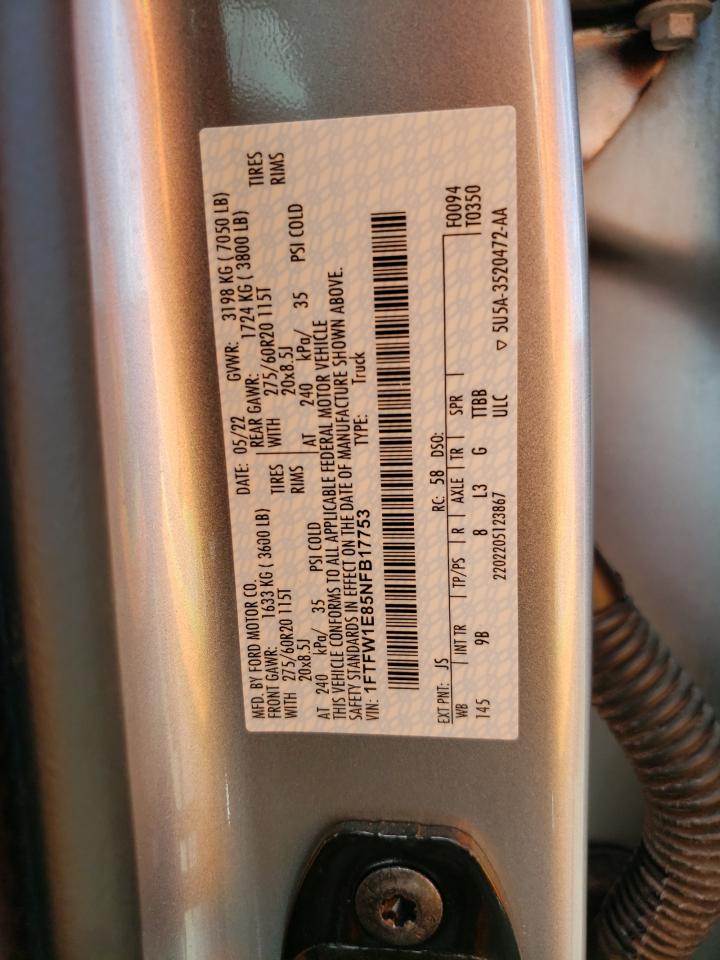 MFD. BY FORD MOTOR CO.
DATE: 05/22 GVWR: 3198 KG ( 7050 LB)
FRONT GAWR: 1633 KG ( 3600 LB) REAR GAWR: 1724 KG ( 3800 LB)
WITH 275/60R20 115T TIRES WITH 275/60R20 115T TIRES
20x8.5J RIMS 20x8.5J RIMS
AT 240 kPa/ 35 PSI COLD AT 240 kPa/ 35 PSI COLD
THIS VEHICLE CONFORMS TO ALL APPLICABLE FEDERAL MOTOR VEHICLE
SAFETY STANDARDS IN EFFECT ON THE DATE OF MANUFACTURE SHOWN ABOVE.
VIN: 1FTFW1E85NFB17753 TYPE: Truck
EXT PNT: JS RC: 58 DSO: F0094
WB INT TR TP/PS R AXLE TR SPR T0350
145 9B 8 L3 G TTBB
2202205123867 ULC ▽ 5U5A-3520472-AA